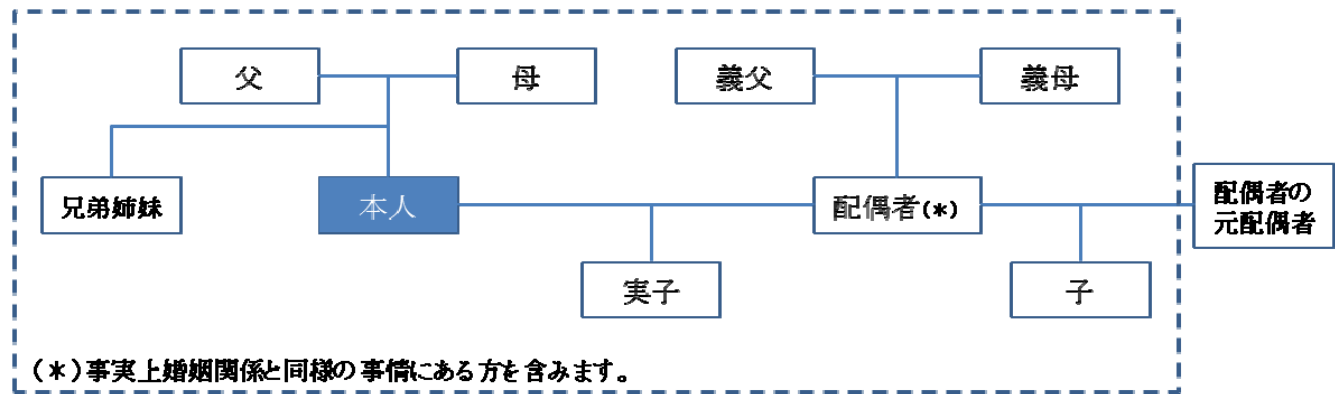 父
母
義父
義母
兄弟姉妹
本人
配偶者(*)
配偶者の
元配偶者
実子
子
(*)事実上婚姻関係と同様の事情にある方を含みます。